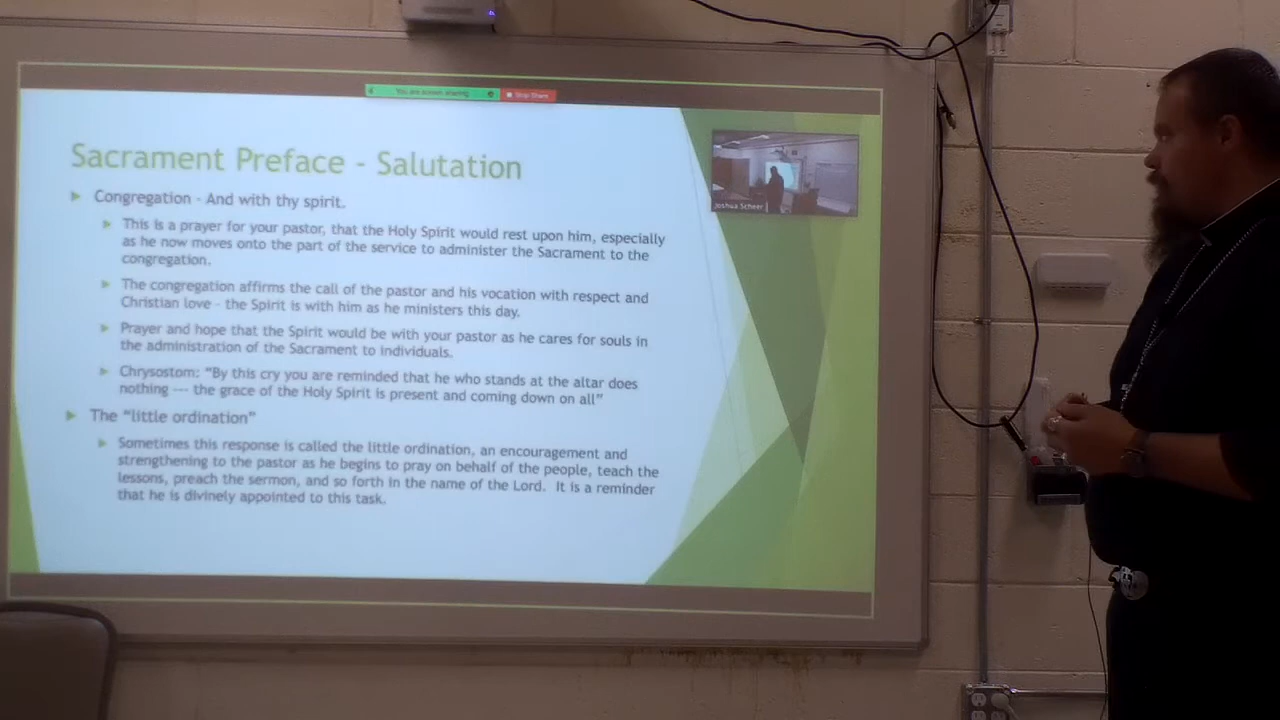 You are screen sharing
Stop Share
Sacrament Preface - Salutation
Congregation - And with thy spirit.
This is a prayer for your pastor, that the Holy Spirit would rest upon him, especially
as he now moves onto the part of the service to administer the Sacrament to the
congregation.
The congregation affirms the call of the pastor and his vocation with respect and
Christian love - the Spirit is with him as he ministers this day.
Prayer and hope that the Spirit would be with your pastor as he cares for souls in
the administration of the Sacrament to individuals.
Chrysostom: "By this cry you are reminded that he who stands at the altar does
nothing --- the grace of the Holy Spirit is present and coming down on all"
The "little ordination"
Sometimes this response is called the little ordination, an encouragement and
strengthening to the pastor as he begins to pray on behalf of the people, teach the
lessons, preach the sermon, and so forth in the name of the Lord. It is a reminder
that he is divinely appointed to this task.
Joshua Scheer